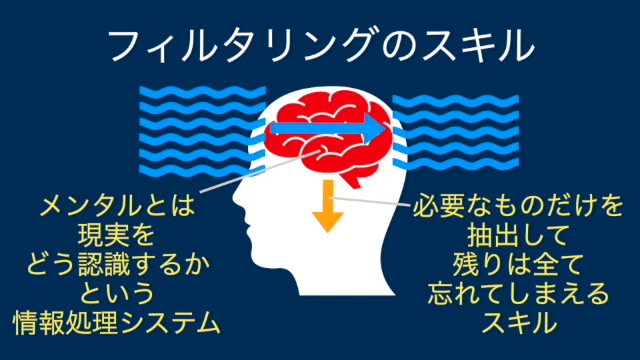 フィルタリングのスキル
メンタルとは
現実を
どう認識するか
という
情報処理システム
必要なものだけを
抽出して
残りは全て
忘れてしまえる
スキル